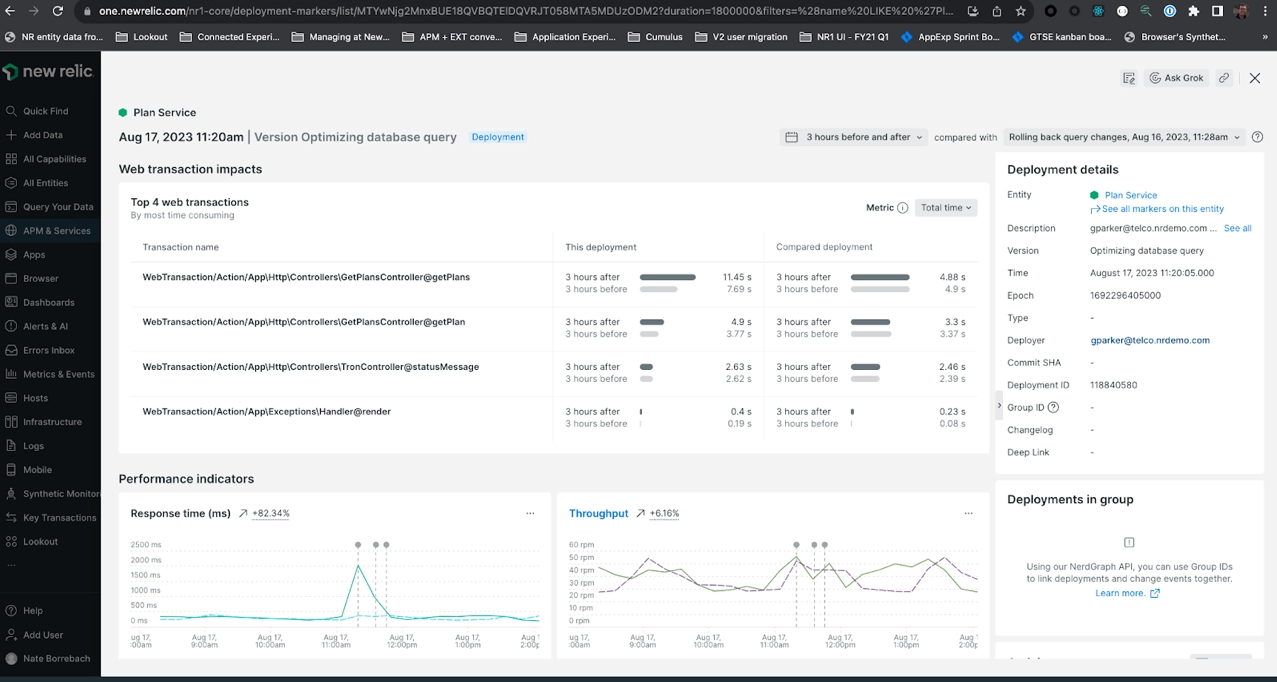 one.newrelic.com/nr1-core/deployment-markers/list/MTYwNjg2MnxBUE18QVBQTElDQVRJT058MTA5MDUzODM2?duration=1800000&filters=%28name%20LIKE%20%27Pl...
NR entity data fro... Lookout Connected Experi... Managing at New... APM + EXT conve... Application Experi... Cumulus V2 user migration NR1 UI - FY21 Q1 AppExp Sprint Bo... GTSE kanban boa... Browser's Synthet... »
new relic
Quick Find
Add Data
All Capabilities
All Entities
Query Your Data
APM & Services
Apps
Browser
Dashboards
Alerts & AI
Errors Inbox
Metrics & Events
Hosts
Infrastructure
Logs
Mobile
Synthetic Monitor
Key Transactions
Lookout
...
Help
Add User
Nate Borrebach
Ask Grok
Plan Service
Aug 17, 2023 11:20am | Version Optimizing database query Deployment
3 hours before and after compared with Rolling back query changes, Aug 16, 2023, 11:28am
Web transaction impacts
Top 4 web transactions
By most time consuming
Metric Total time
Transaction name This deployment Compared deployment
WebTransaction/Action/App\Http\Controllers\GetPlansController@getPlans 3 hours after 11.45 s 3 hours after 4.88 s
3 hours before 7.69 s 3 hours before 4.9 s
WebTransaction/Action/App\Http\Controllers\GetPlansController@getPlan 3 hours after 4.9 s 3 hours after 3.3 s
3 hours before 3.77 s 3 hours before 3.37 s
WebTransaction/Action/App\Http\Controllers\TronController@statusMessage 3 hours after 2.63 s 3 hours after 2.46 s
3 hours before 2.62 s 3 hours before 2.39 s
WebTransaction/Action/App\Exceptions\Handler@render 3 hours after 0.4 s 3 hours after 0.23 s
3 hours before 0.19 s 3 hours before 0.08 s
Performance indicators
Response time (ms) +82.34% ...
2500 ms
2000 ms
1500 ms
1000 ms
500 ms
0 ms
ug 17, Aug 17, Aug 17, Aug 17, Aug 17, Aug 17, Aug 1
:00am 9:00am 10:00am 11:00am 12:00pm 1:00pm 2:00p
Throughput +6.16% ...
60 rpm
50 rpm
40 rpm
30 rpm
20 rpm
10 rpm
0 rpm
ug 17, Aug 17, Aug 17, Aug 17, Aug 17, Aug 17, Aug 1
:00am 9:00am 10:00am 11:00am 12:00pm 1:00pm 2:00p
Deployment details
Entity Plan Service
See all markers on this entity
Description gparker@telco.nrdemo.com ... See all
Version Optimizing database query
Time August 17, 2023 11:20:05.000
Epoch 1692296405000
Type -
Deployer gparker@telco.nrdemo.com
Commit SHA -
Deployment ID 118840580
Group ID -
Changelog -
Deep Link -
Deployments in group
Using our NerdGraph API, you can use Group IDs
to link deployments and change events together.
Learn more.